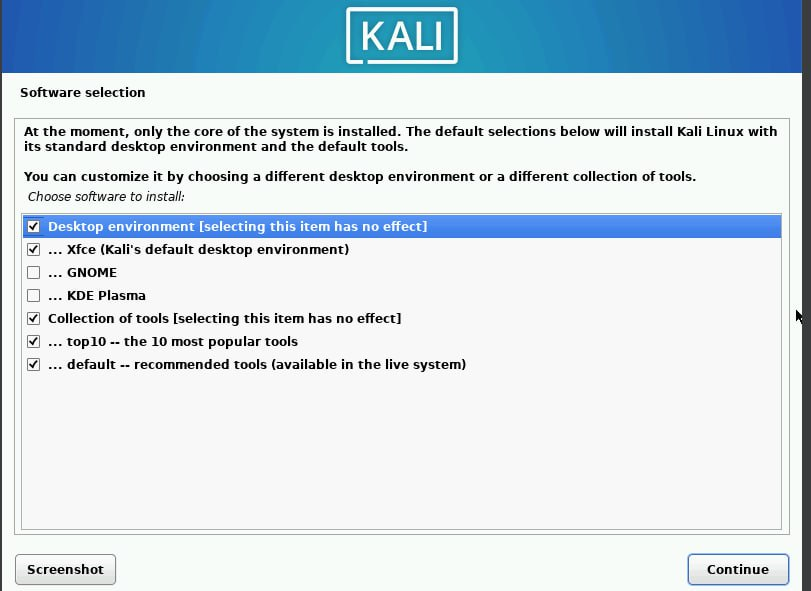 KALI
Software selection
At the moment, only the core of the system is installed. The default selections below will install Kali Linux with
its standard desktop environment and the default tools.
You can customize it by choosing a different desktop environment or a different collection of tools.
Choose software to install:
Desktop environment [selecting this item has no effect]
... Xfce (Kali's default desktop environment)
... GNOME
... KDE Plasma
Collection of tools [selecting this item has no effect]
... top10 -- the 10 most popular tools
... default -- recommended tools (available in the live system)
Screenshot
Continue